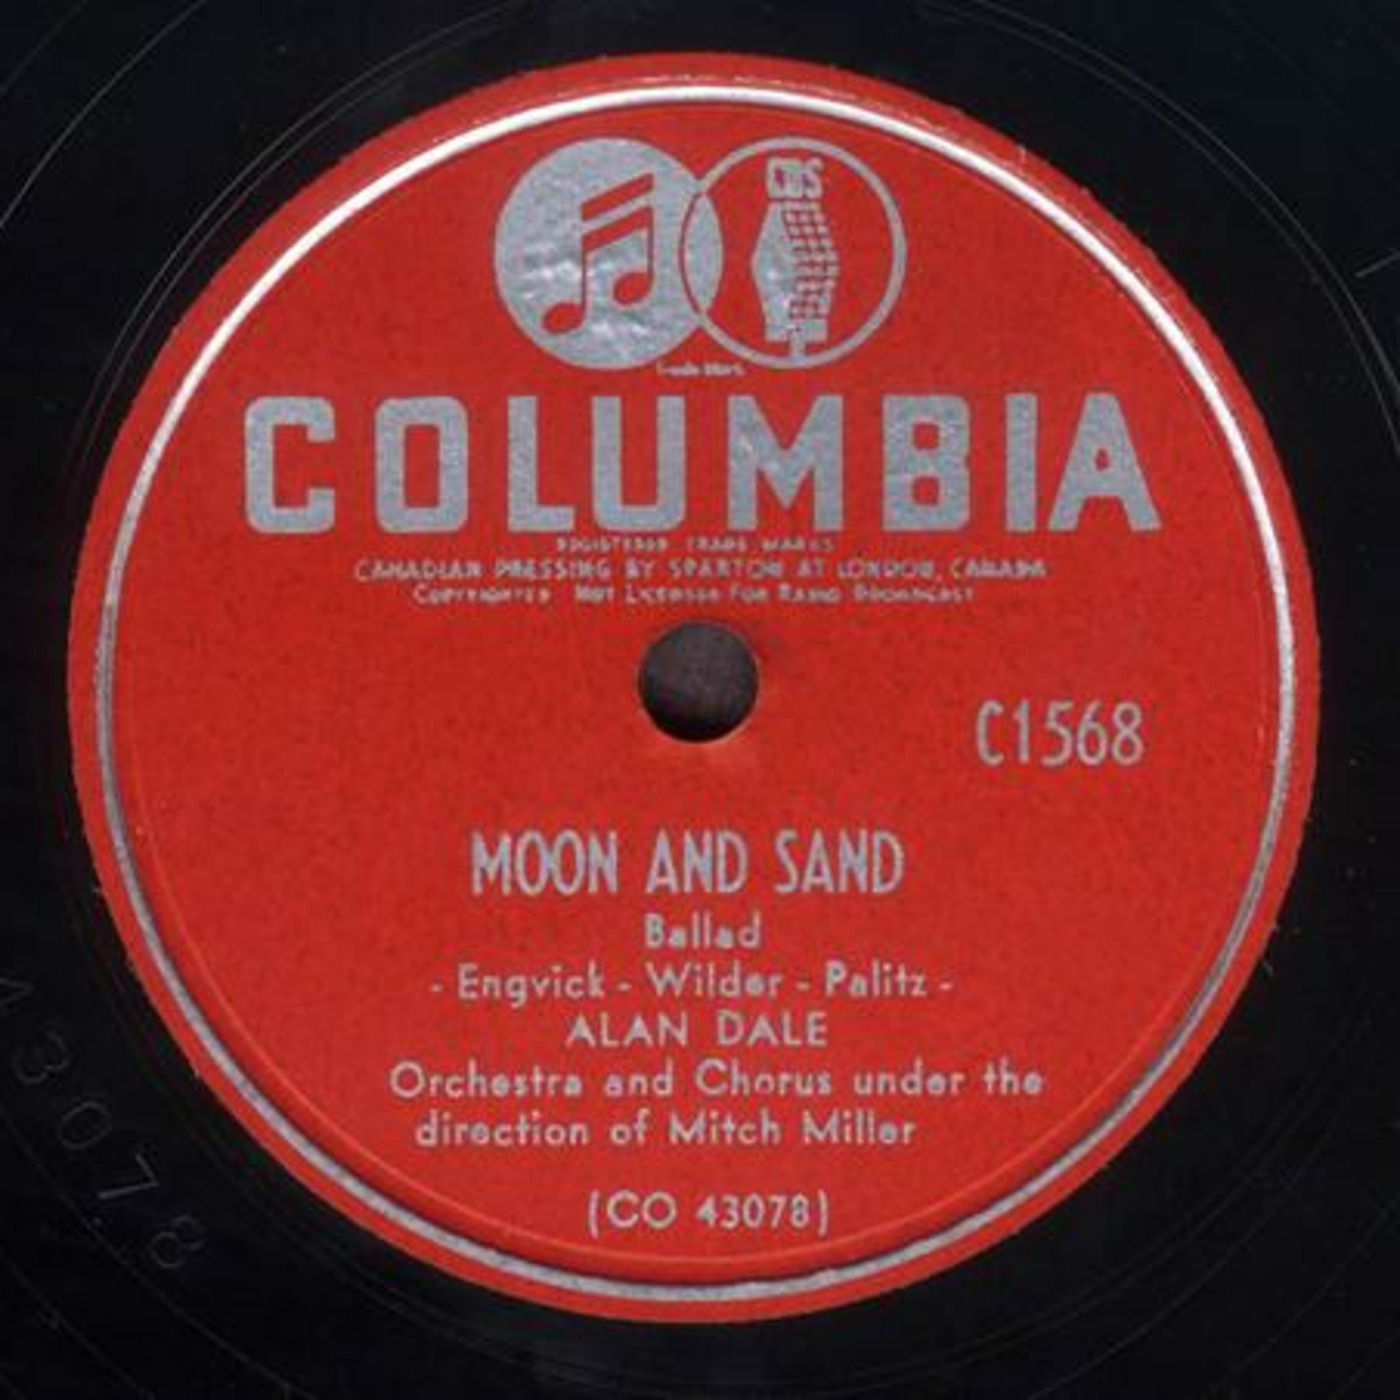 CBS
Trade Mark
COLUMBIA
REGISTERED TRADE MARKS
CANADIAN PRESSING BY SPARTON AT LONDON, CANADA
COPYRIGHTED Not License For Radio Broadcast
C1568
MOON AND SAND
Ballad
- Engvick - Wilder - Palitz -
ALAN DALE
Orchestra and Chorus under the
direction of Mitch Miller
(CO 43078)
43078